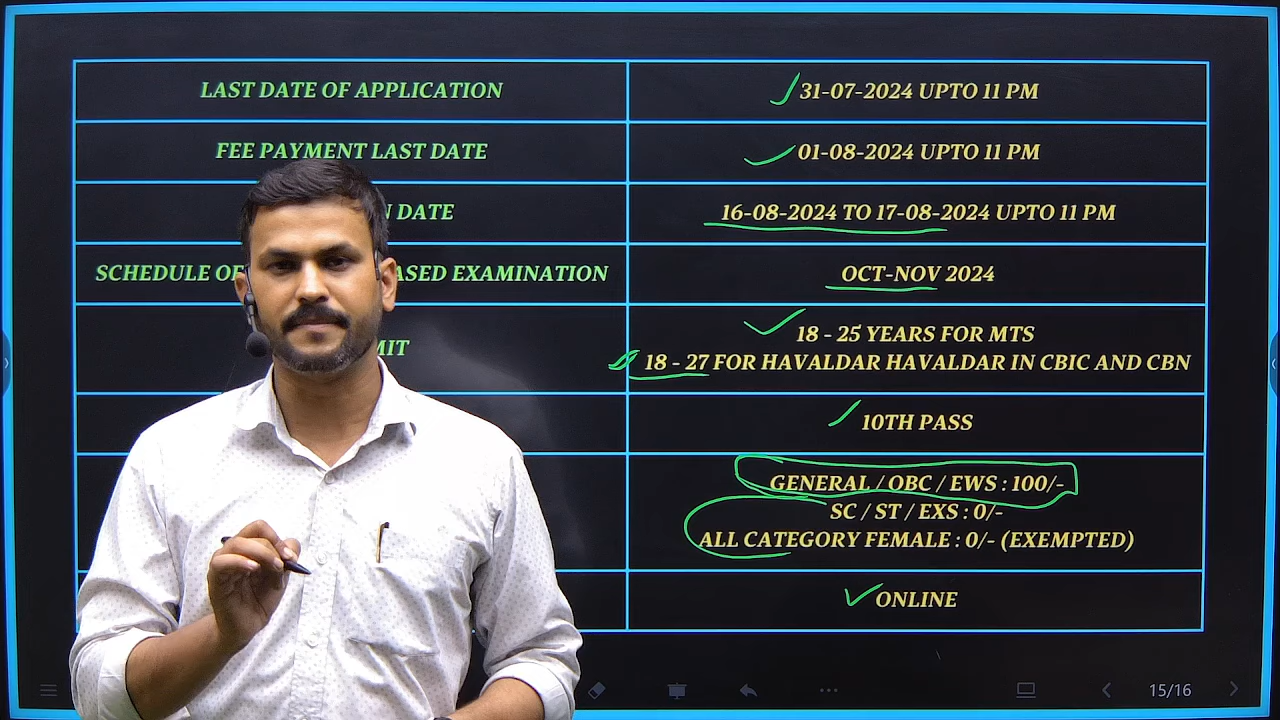 LAST DATE OF APPLICATION
31-07-2024 UPTO 11 PM
FEE PAYMENT LAST DATE
01-08-2024 UPTO 11 PM
DATE
16-08-2024 TO 17-08-2024 UPTO 11 PM
SCHEDULE OF EXAMINATION
OCT-NOV 2024
18 - 25 YEARS FOR MTS
18 - 27 FOR HAVALDAR HAVALDAR IN CBIC AND CBN
10TH PASS
GENERAL / OBC / EWS : 100/-
SC / ST / EXS : 0/-
ALL CATEGORY FEMALE : 0/- (EXEMPTED)
ONLINE
15/16